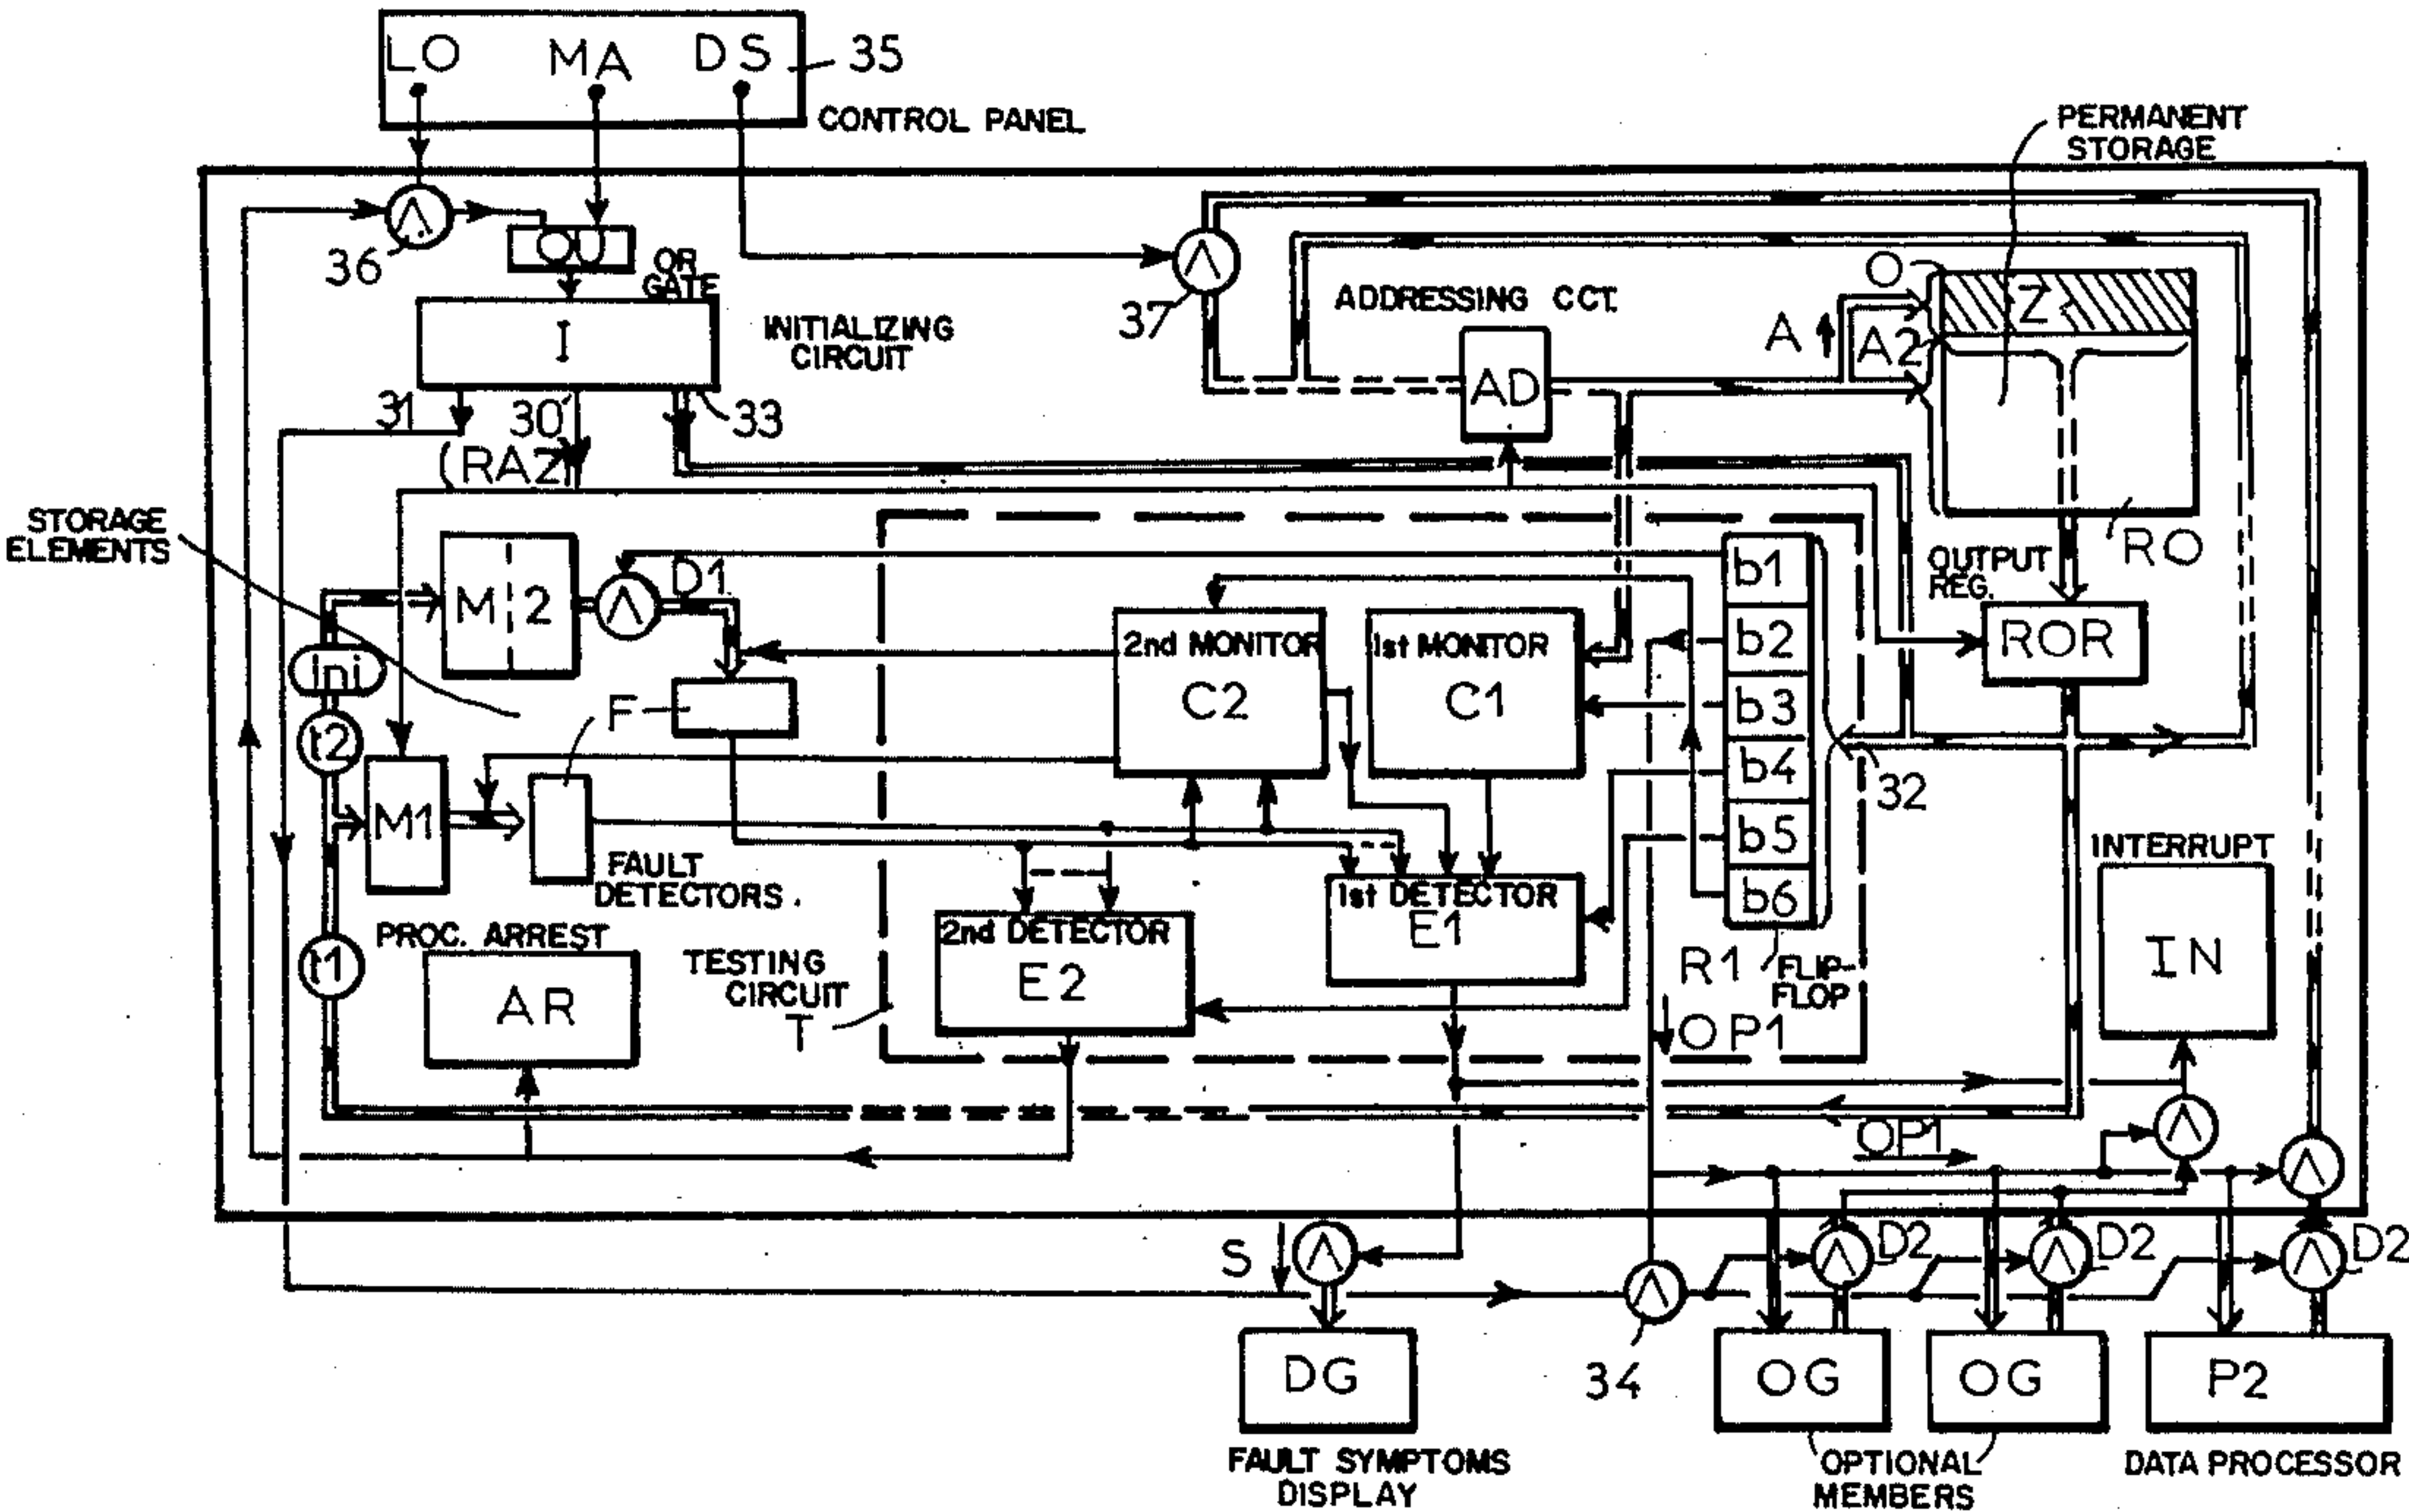 LO MA DS 35
CONTROL PANEL
PERMANENT
STORAGE
36
OU
OR
GATE
37
ADDRESSING CCT.
O
Z
A
A2
I
INITIALIZING
CIRCUIT
AD
31
30
33
(RAZ)
RO
STORAGE
ELEMENTS
M 2
D1
b1
OUTPUT
REG.
2nd MONITOR
C2
1st MONITOR
C1
b2
ROR
Ini
F
b3
t2
b4
32
M1
b5
FAULT
DETECTORS
b6
INTERRUPT
IN
1st DETECTOR
E1
2nd DETECTOR
E2
PROC. ARREST
AR
t1
TESTING
CIRCUIT
T
R1
FLIP-
FLOP
OP1
OP1
S
D2
D2
D2
34
DG
OG
OG
P2
FAULT SYMPTOMS
DISPLAY
OPTIONAL
MEMBERS
DATA PROCESSOR